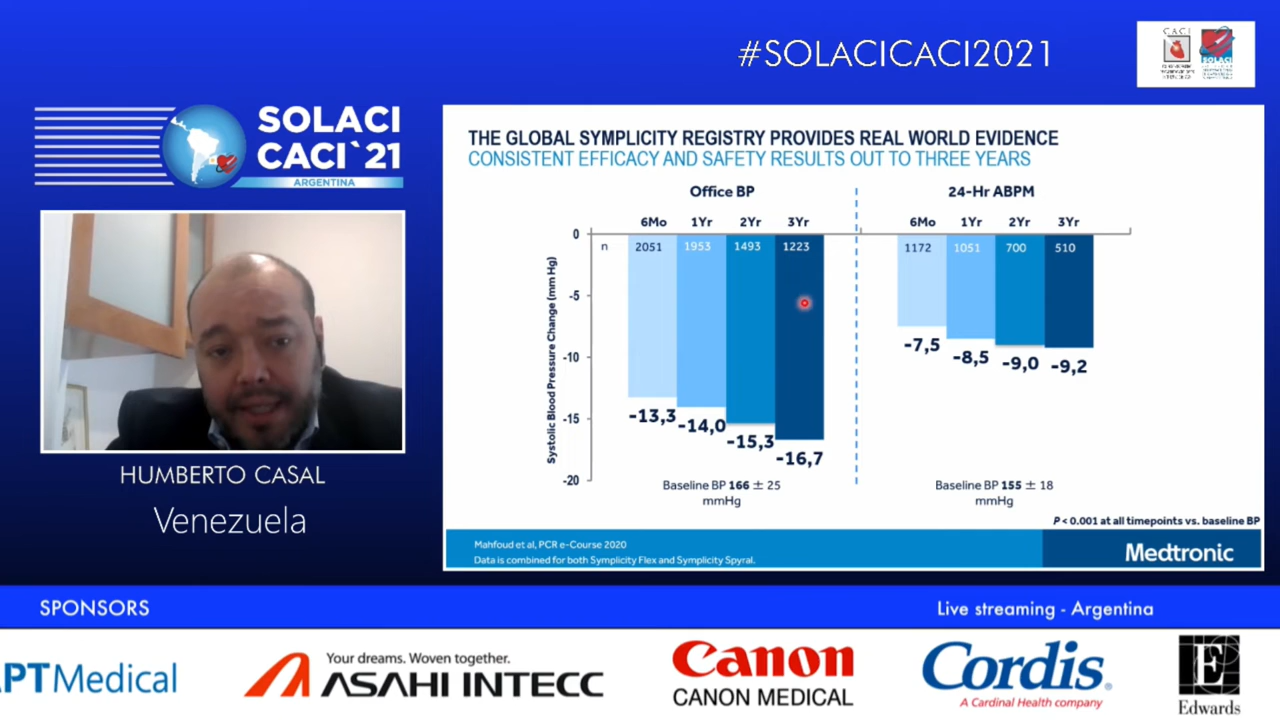 #SOLACICACI2021
CACI
SOLACI
SOLACI
CACI`21
ARGENTINA
HUMBERTO CASAL
Venezuela
THE GLOBAL SYMPLICITY REGISTRY PROVIDES REAL WORLD EVIDENCE
CONSISTENT EFFICACY AND SAFETY RESULTS OUT TO THREE YEARS
Office BP
24-Hr ABPM
6Mo 1Yr 2Yr 3Yr
6Mo 1Yr 2Yr 3Yr
n 2051 1953 1493 1223
1172 1051 700 510
0
-5
-10
-15
-20
Systolic Blood Pressure Change (mm Hg)
-13,3
-14,0
-15,3
-16,7
-7,5
-8,5
-9,0
-9,2
Baseline BP 166 ± 25
mmHg
Baseline BP 155 ± 18
mmHg
P < 0.001 at all timepoints vs. baseline BP
Mahfoud et al, PCR e-Course 2020
Data is combined for both Symplicity Flex and Symplicity Spyral.
Medtronic
SPONSORS
Live streaming - Argentina
APTMedical
Your dreams. Woven together.
ASAHI INTECC
Canon
CANON MEDICAL
Cordis®
A Cardinal Health company
E
Edwards